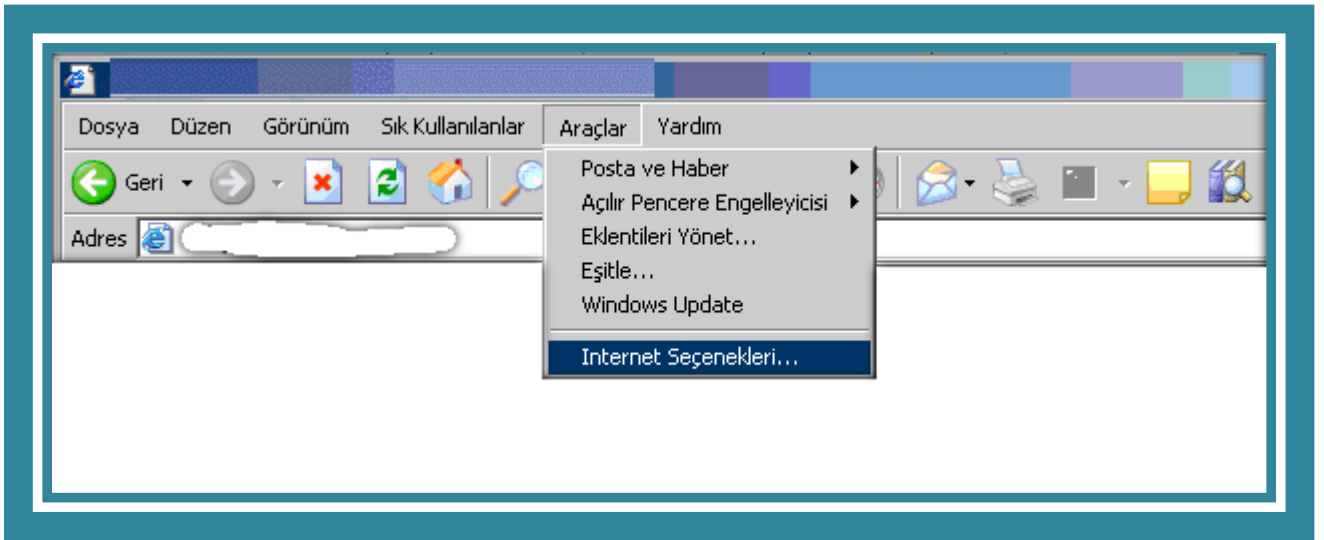 Dosya Düzen Görünüm Sık Kullanılanlar Araçlar Yardım
Geri
Adres
Posta ve Haber
Açılır Pencere Engelleyicisi
Eklentileri Yönet...
Eşitle...
Windows Update
Internet Seçenekleri...